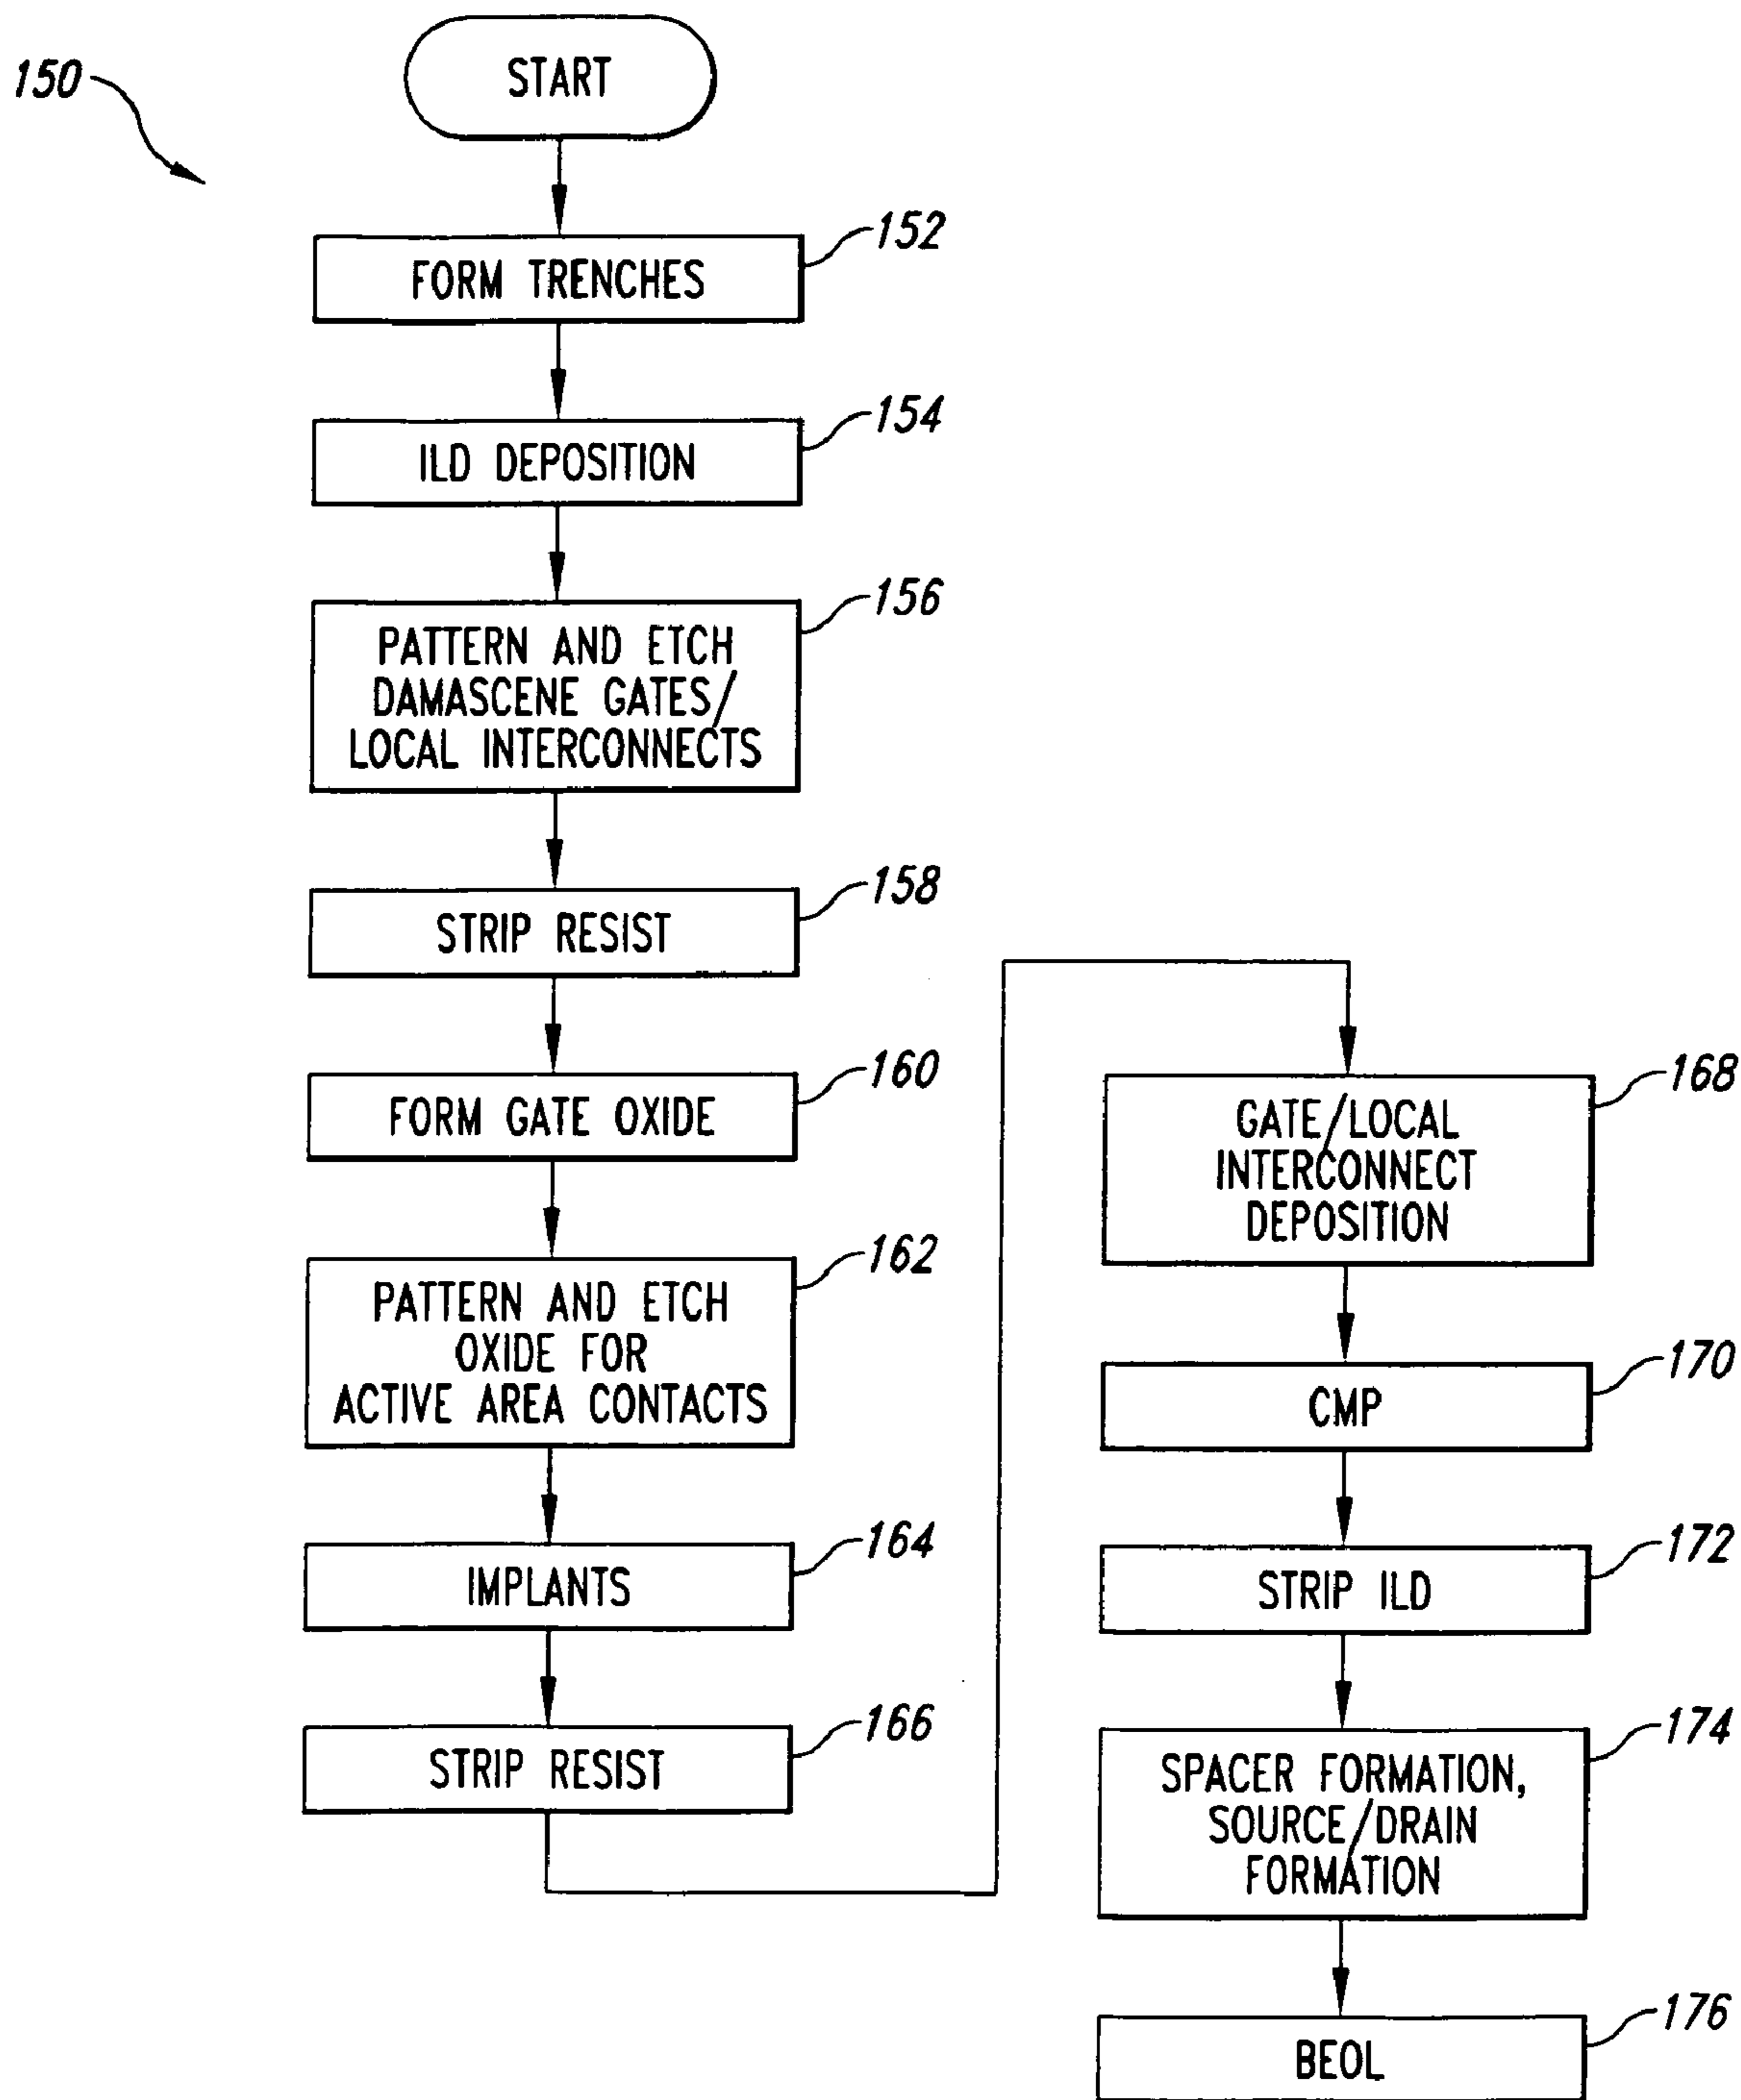 150
START
152
FORM TRENCHES
154
ILD DEPOSITION
156
PATTERN AND ETCH
DAMASCENE GATES/
LOCAL INTERCONNECTS
158
STRIP RESIST
160
FORM GATE OXIDE
162
PATTERN AND ETCH
OXIDE FOR
ACTIVE AREA CONTACTS
164
IMPLANTS
166
STRIP RESIST
168
GATE/LOCAL
INTERCONNECT
DEPOSITION
170
CMP
172
STRIP ILD
174
SPACER FORMATION,
SOURCE/DRAIN
FORMATION
176
BEOL